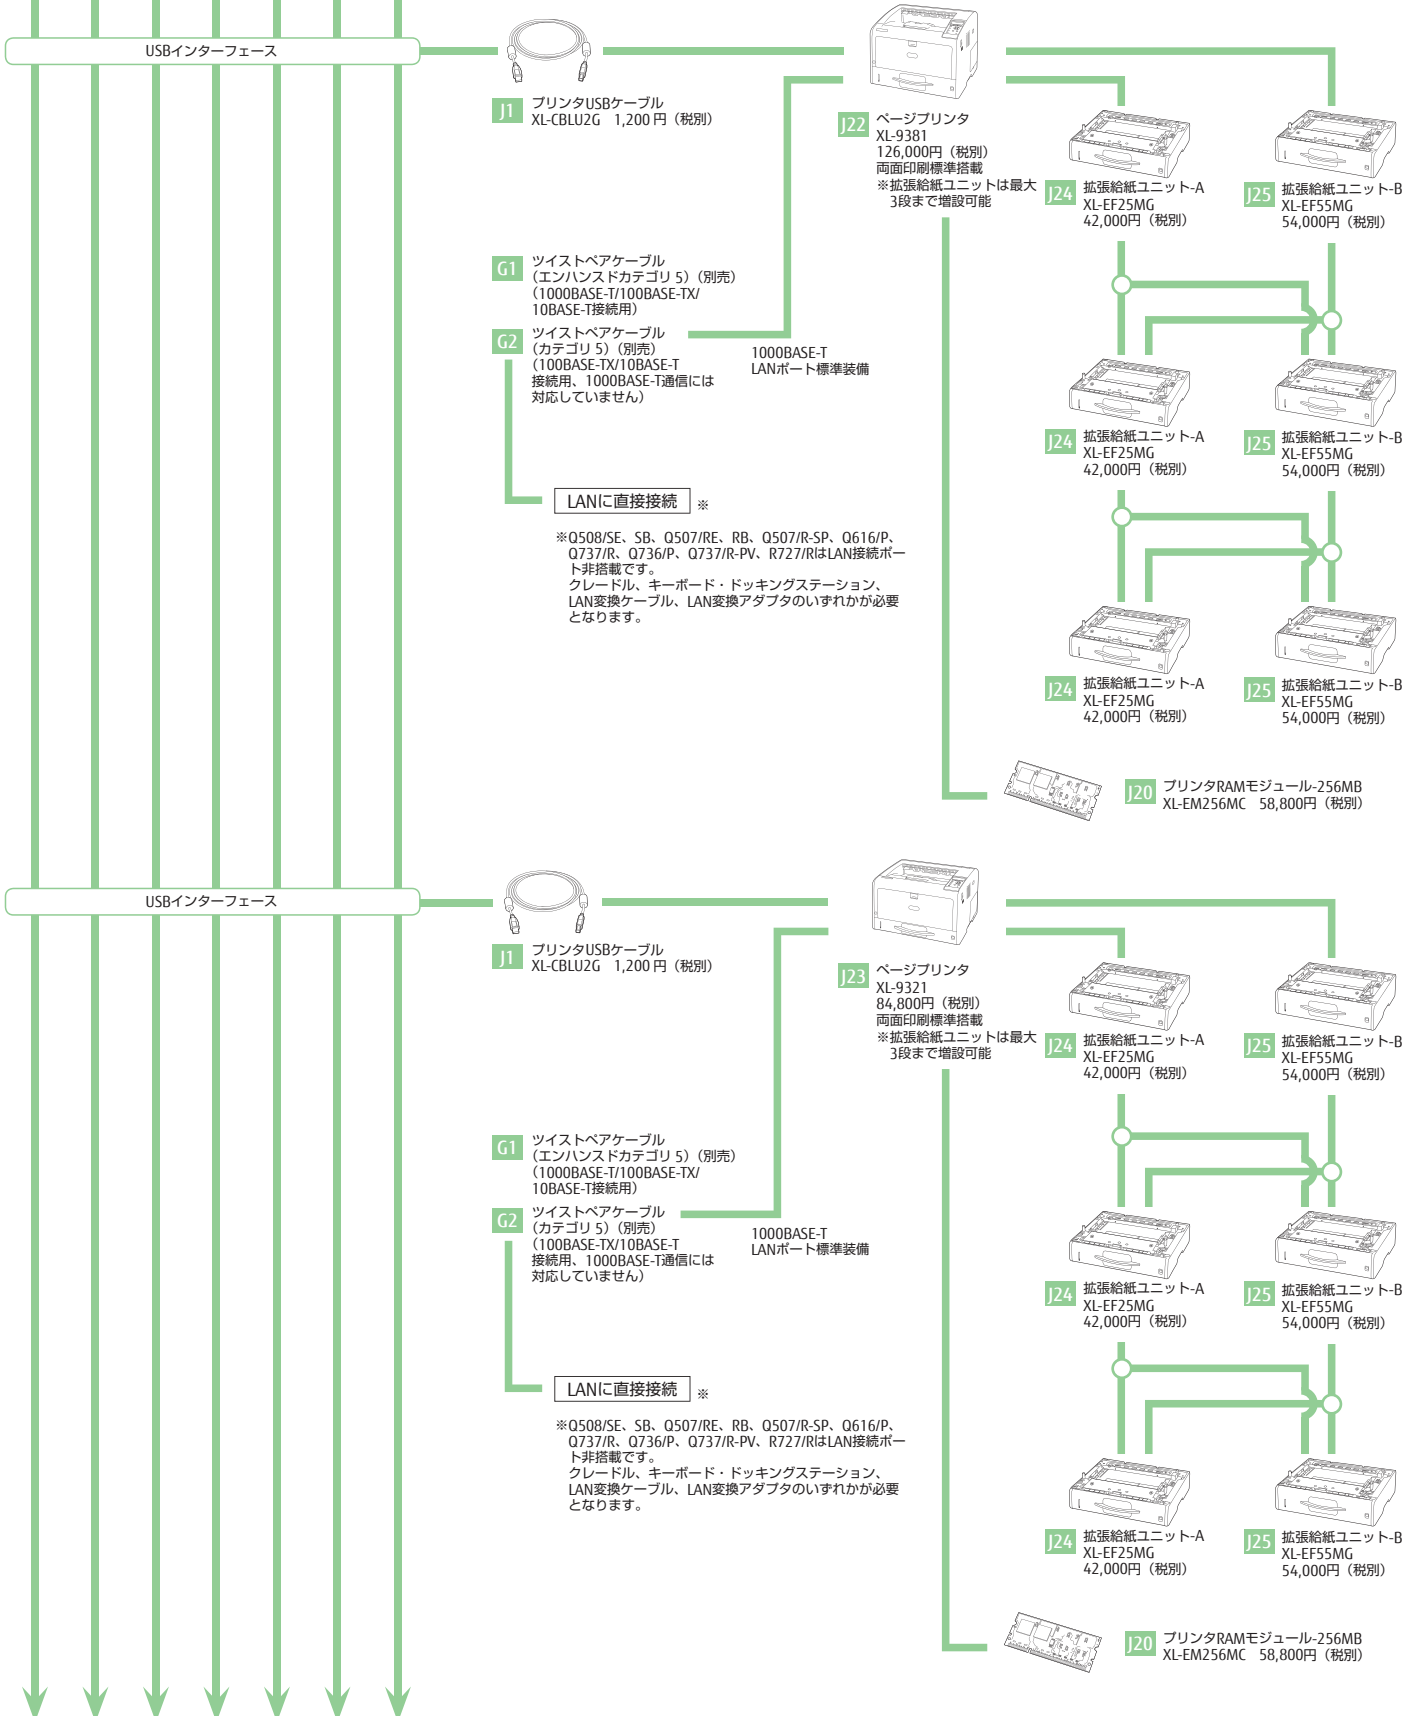 USBインターフェース
J1
プリンタUSBケーブル
XL-CBLU2G 1,200 円（税別）
J22
ページプリンタ
XL-9381
126,000円（税別）
両面印刷標準搭載
※拡張給紙ユニットは最大
3段まで増設可能
J24
拡張給紙ユニット-A
XL-EF25MG
42,000円（税別）
J25
拡張給紙ユニット-B
XL-EF55MG
54,000円（税別）
G1
ツイストペアケーブル
（エンハンスドカテゴリ 5）（別売）
（1000BASE-T/100BASE-TX/
10BASE-T接続用）
G2
ツイストペアケーブル
（カテゴリ 5）（別売）
（100BASE-TX/10BASE-T
接続用、1000BASE-T通信には
対応していません）
1000BASE-T
LANポート標準装備
J24
拡張給紙ユニット-A
XL-EF25MG
42,000円（税別）
J25
拡張給紙ユニット-B
XL-EF55MG
54,000円（税別）
LANに直接接続 ※
※Q508/SE、SB、Q507/RE、RB、Q507/R-SP、Q616/P、
Q737/R、Q736/P、Q737/R-PV、R727/RはLAN接続ポー
ト非搭載です。
クレードル、キーボード・ドッキングステーション、
LAN変換ケーブル、LAN変換アダプタのいずれかが必要
となります。
J24
拡張給紙ユニット-A
XL-EF25MG
42,000円（税別）
J25
拡張給紙ユニット-B
XL-EF55MG
54,000円（税別）
J20
プリンタRAMモジュール-256MB
XL-EM256MC 58,800円（税別）
USBインターフェース
J1
プリンタUSBケーブル
XL-CBLU2G 1,200 円（税別）
J23
ページプリンタ
XL-9321
84,800円（税別）
両面印刷標準搭載
※拡張給紙ユニットは最大
3段まで増設可能
J24
拡張給紙ユニット-A
XL-EF25MG
42,000円（税別）
J25
拡張給紙ユニット-B
XL-EF55MG
54,000円（税別）
G1
ツイストペアケーブル
（エンハンスドカテゴリ 5）（別売）
（1000BASE-T/100BASE-TX/
10BASE-T接続用）
G2
ツイストペアケーブル
（カテゴリ 5）（別売）
（100BASE-TX/10BASE-T
接続用、1000BASE-T通信には
対応していません）
1000BASE-T
LANポート標準装備
J24
拡張給紙ユニット-A
XL-EF25MG
42,000円（税別）
J25
拡張給紙ユニット-B
XL-EF55MG
54,000円（税別）
LANに直接接続 ※
※Q508/SE、SB、Q507/RE、RB、Q507/R-SP、Q616/P、
Q737/R、Q736/P、Q737/R-PV、R727/RはLAN接続ポー
ト非搭載です。
クレードル、キーボード・ドッキングステーション、
LAN変換ケーブル、LAN変換アダプタのいずれかが必要
となります。
J24
拡張給紙ユニット-A
XL-EF25MG
42,000円（税別）
J25
拡張給紙ユニット-B
XL-EF55MG
54,000円（税別）
J20
プリンタRAMモジュール-256MB
XL-EM256MC 58,800円（税別）